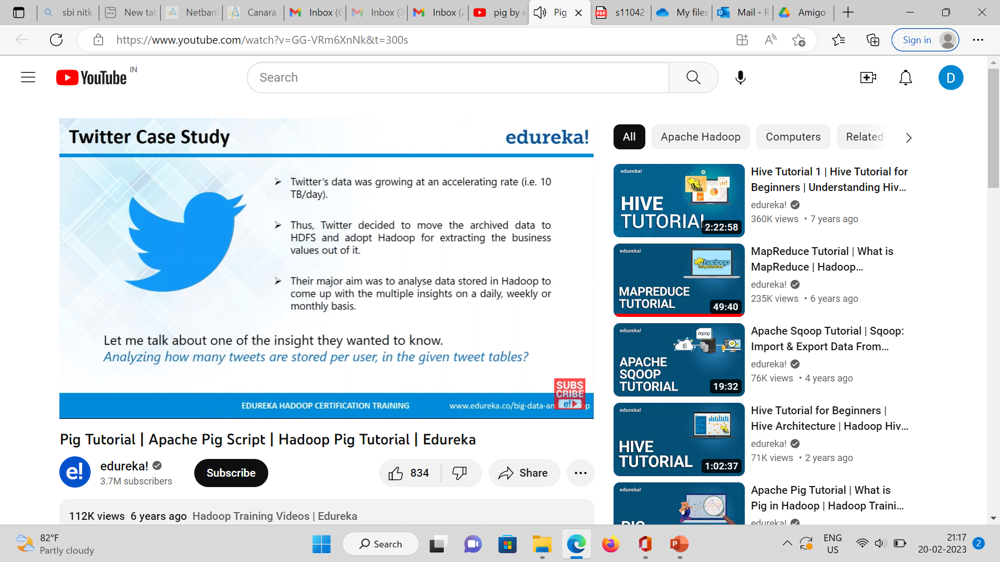 sbi nitk
New tab
Netban
Canara
Inbox (6
Inbox (3
Inbox (2
pig by e
Pig
PDF
s11042-
My files
Mail - R
Amigo -
https://www.youtube.com/watch?v=GG-VRm6XnNk&t=300s
Sign in
YouTube IN
Search
D
Twitter Case Study
edureka!
Twitter's data was growing at an accelerating rate (i.e. 10
TB/day).
Thus, Twitter decided to move the archived data to
HDFS and adopt Hadoop for extracting the business
values out of it.
Their major aim was to analyse data stored in Hadoop to
come up with the multiple insights on a daily, weekly or
monthly basis.
Let me talk about one of the insight they wanted to know.
Analyzing how many tweets are stored per user, in the given tweet tables?
SUBS
CRIBE
e!
EDUREKA HADOOP CERTIFICATION TRAINING
www.edureka.co/big-data-and-hadoop
Pig Tutorial | Apache Pig Script | Hadoop Pig Tutorial | Edureka
e!
edureka!
3.7M subscribers
Subscribe
834
Share
112K views 6 years ago Hadoop Training Videos | Edureka
All
Apache Hadoop
Computers
Related
edureka!
HIVE
HIVE
TUTORIAL
2:22:58
Hive Tutorial 1 | Hive Tutorial for
Beginners | Understanding Hiv...
edureka!
360K views • 7 years ago
edureka!
hadoop
Map Reduce
MAPREDUCE
TUTORIAL
49:40
MapReduce Tutorial | What is
MapReduce | Hadoop...
edureka!
235K views • 6 years ago
edureka!
sqoop
APACHE
SQOOP
TUTORIAL
19:32
Apache Sqoop Tutorial | Sqoop:
Import & Export Data From...
edureka!
76K views • 4 years ago
edureka!
HIVE
TUTORIAL
1:02:37
Hive Tutorial for Beginners |
Hive Architecture | Hadoop Hiv...
edureka!
71K views • 2 years ago
edureka!
PIG
Apache Pig Tutorial | What is
Pig in Hadoop | Hadoop Traini...
edureka!
82°F
Partly cloudy
Search
P
ENG
US
21:17
20-02-2023
2